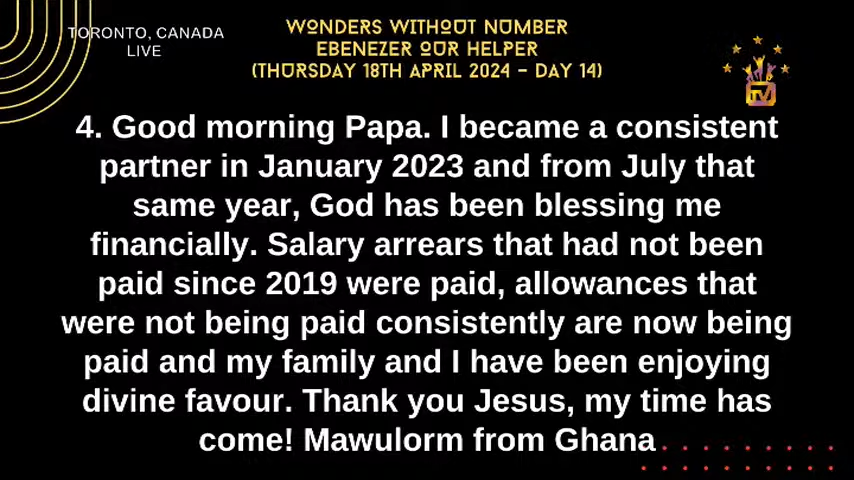 TORONTO, CANADA
LIVE
WONDERS WITHOUT NUMBER
EBENEZER OUR HELPER
(THURSDAY 18TH APRIL 2024 - DAY 14)
TV
4. Good morning Papa. I became a consistent
partner in January 2023 and from July that
same year, God has been blessing me
financially. Salary arrears that had not been
paid since 2019 were paid, allowances that
were not being paid consistently are now being
paid and my family and I have been enjoying
divine favour. Thank you Jesus, my time has
come! Mawulorm from Ghana